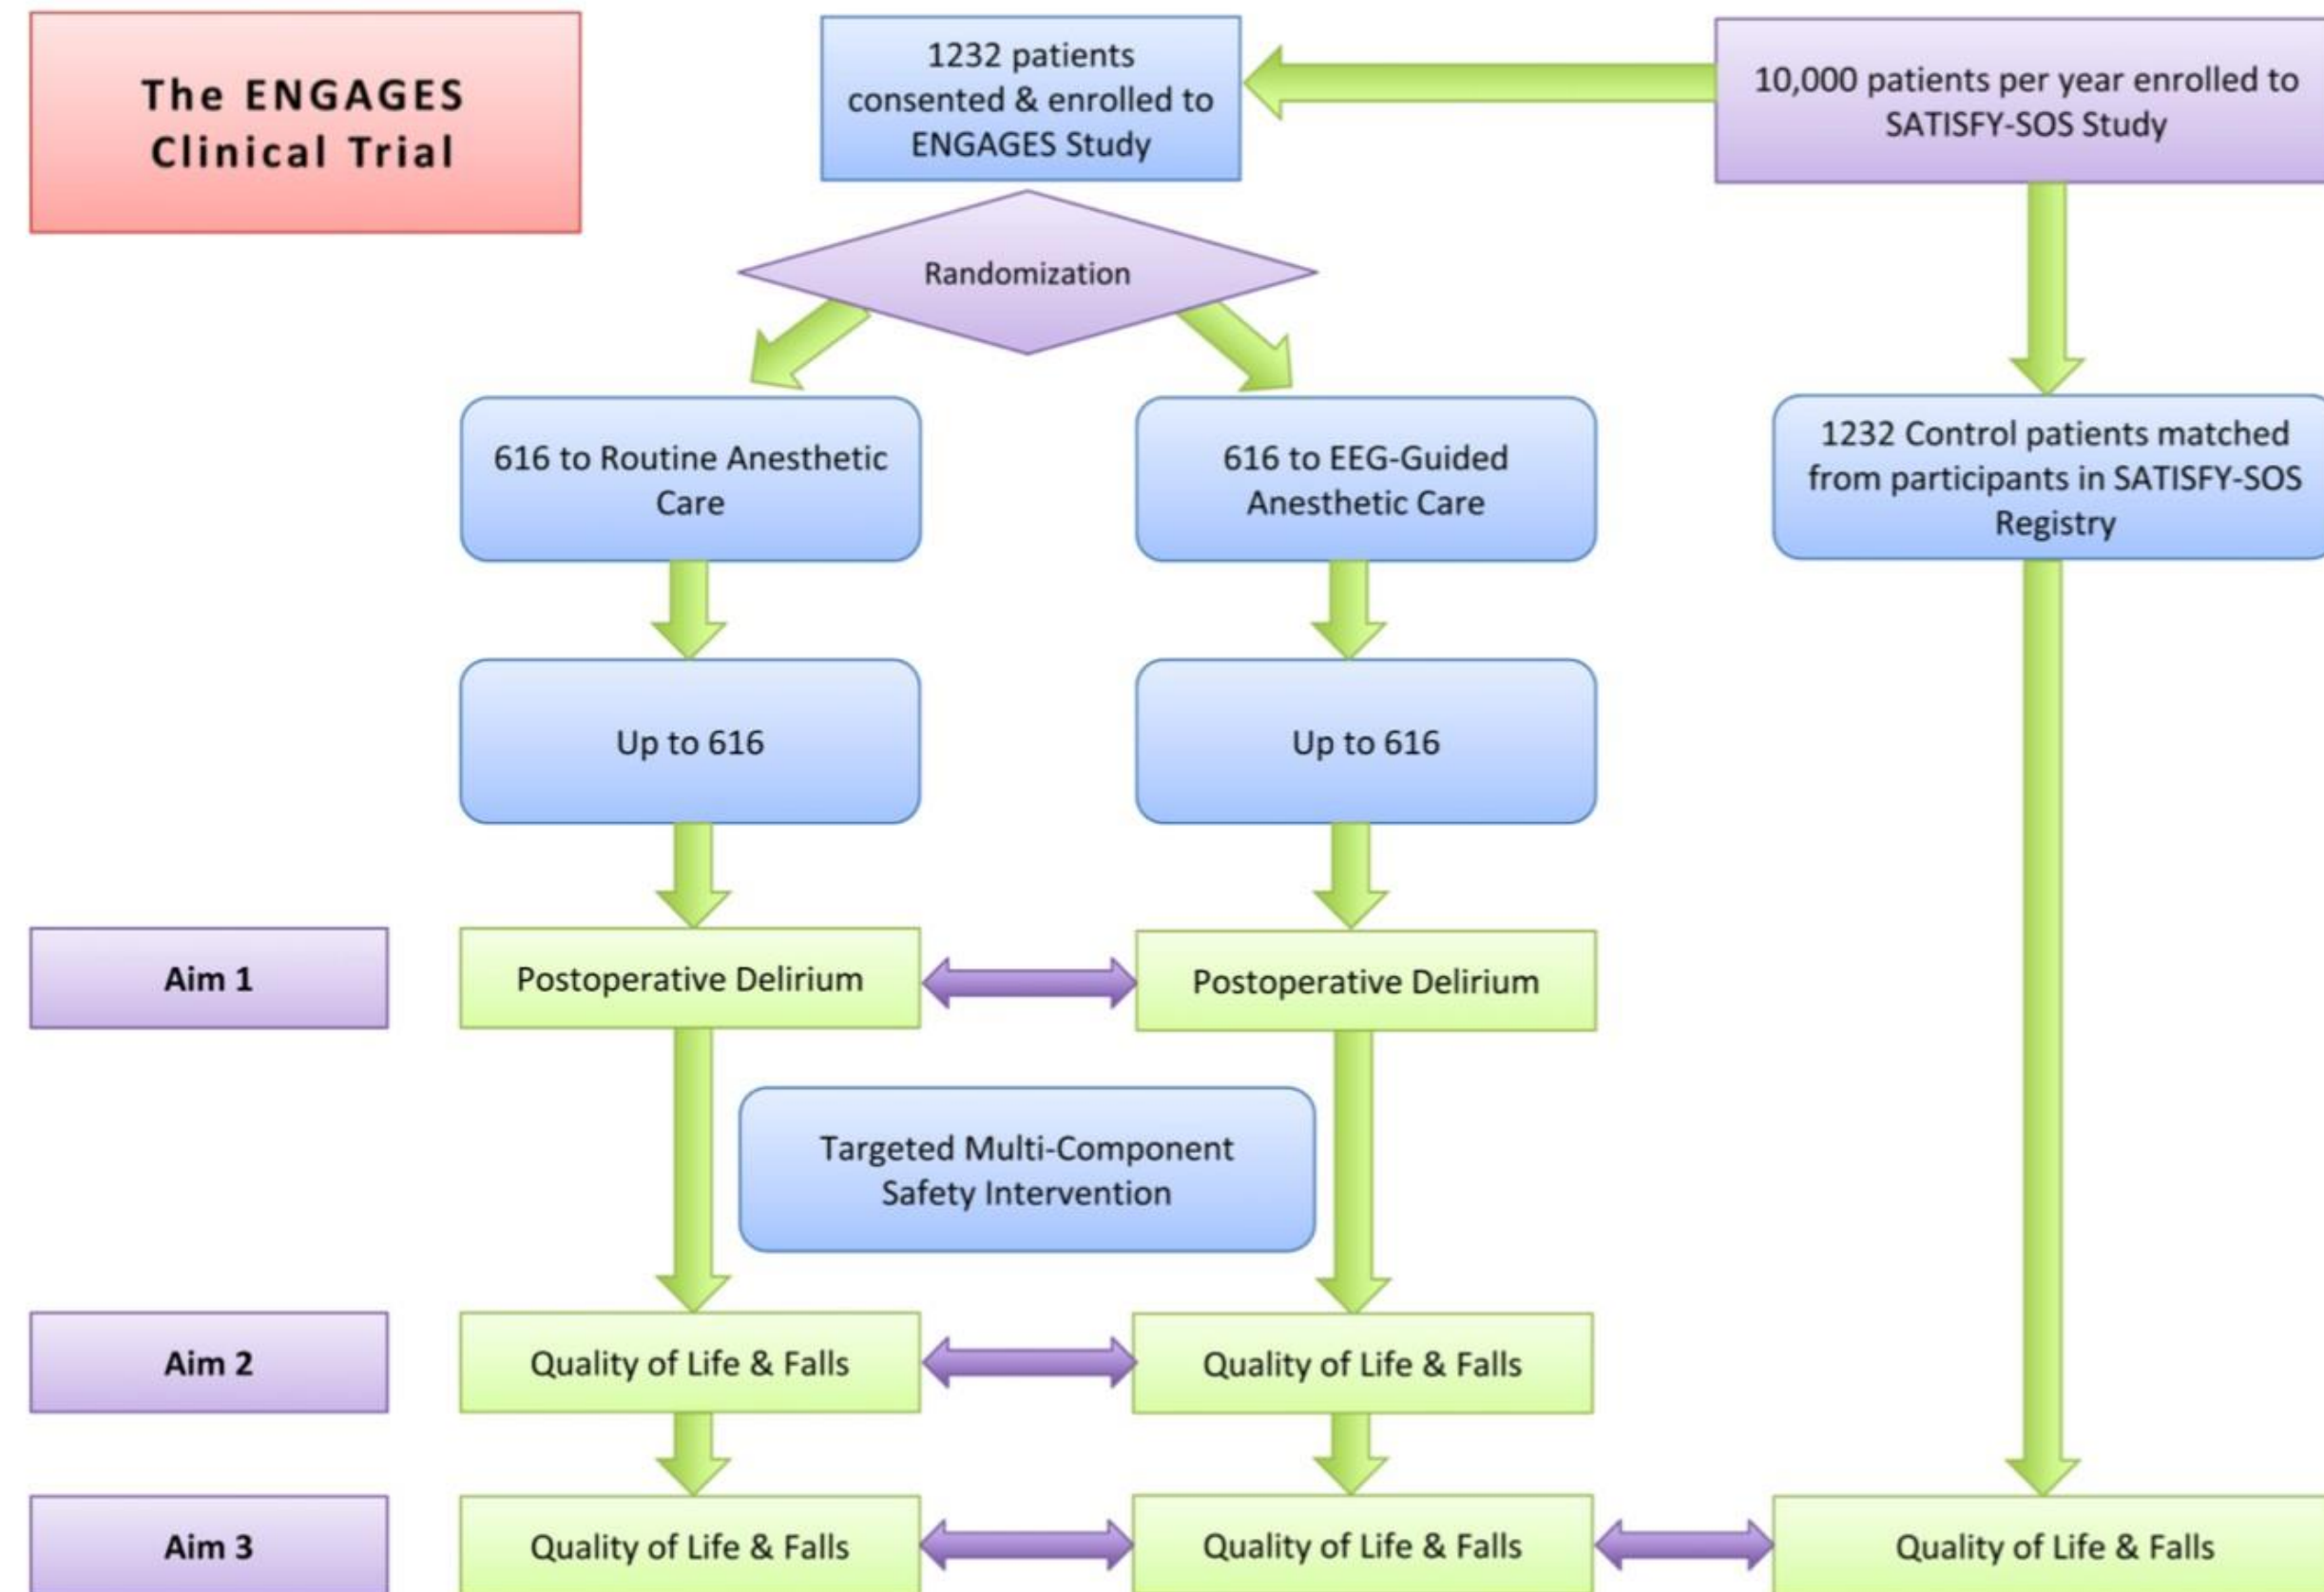 The ENGAGES
Clinical Trial
1232 patients
consented & enrolled to
ENGAGES Study
10,000 patients per year enrolled to
SATISFY-SOS Study
Randomization
616 to Routine Anesthetic
Care
616 to EEG-Guided
Anesthetic Care
1232 Control patients matched
from participants in SATISFY-SOS
Registry
Up to 616
Up to 616
Aim 1
Postoperative Delirium
Postoperative Delirium
Targeted Multi-Component
Safety Intervention
Aim 2
Quality of Life & Falls
Quality of Life & Falls
Aim 3
Quality of Life & Falls
Quality of Life & Falls
Quality of Life & Falls